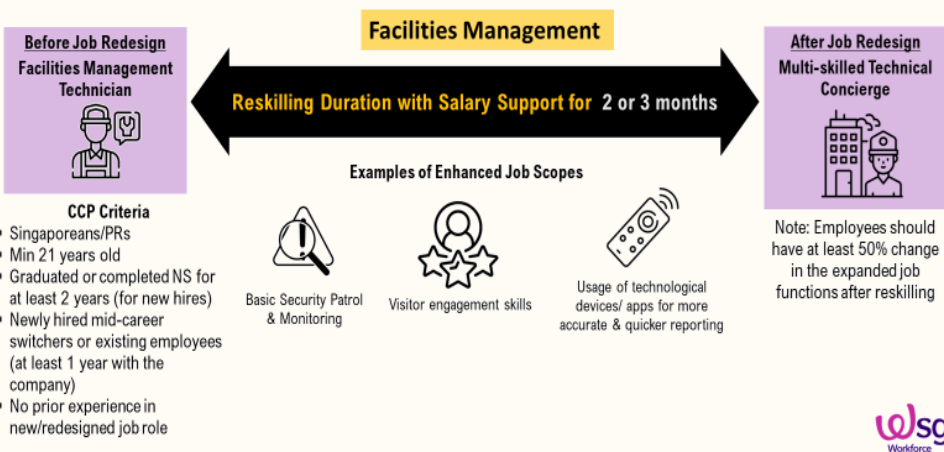 Facilities Management
Before Job Redesign
Facilities Management
Technician
Reskilling Duration with Salary Support for 2 or 3 months
After Job Redesign
Multi-skilled Technical
Concierge
CCP Criteria
• Singaporeans/PRs
• Min 21 years old
• Graduated or completed NS for
at least 2 years (for new hires)
• Newly hired mid-career
switchers or existing employees
(at least 1 year with the
company)
• No prior experience in
new/redesigned job role
Examples of Enhanced Job Scopes
Basic Security Patrol
& Monitoring
Visitor engagement skills
Usage of technological
devices/ apps for more
accurate & quicker reporting
Note: Employees should
have at least 50% change
in the expanded job
functions after reskilling
wsg
Workforce